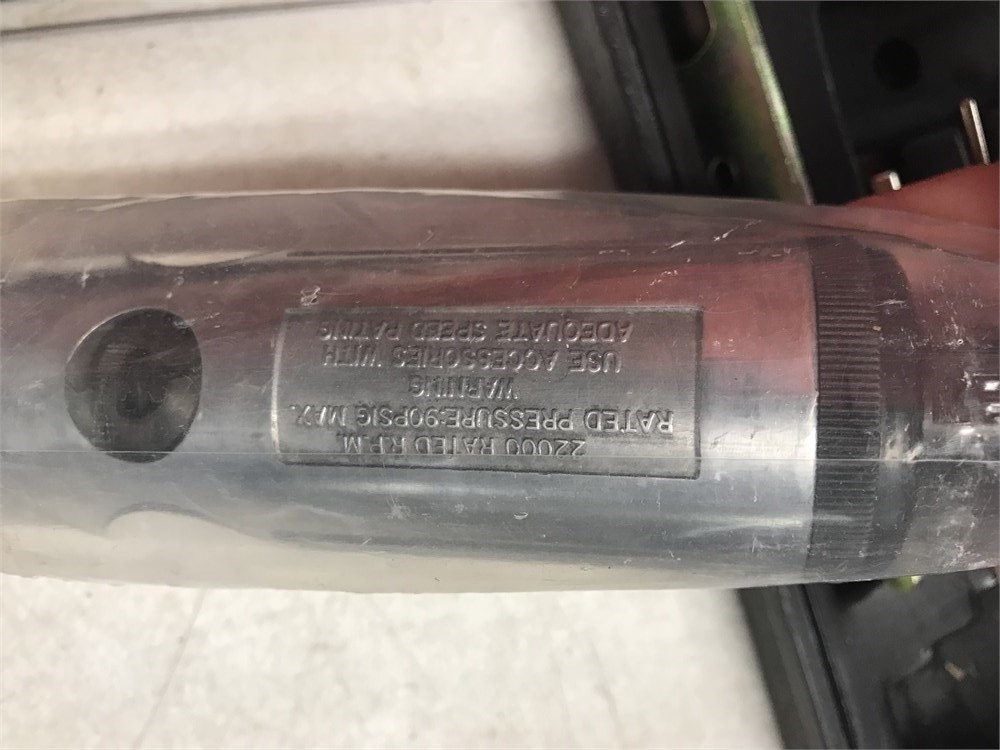 22000 RATED R.P.M.
RATED PRESSURE:90PSIG MAX.
WARNING
USE ACCESSORIES WITH
ADEQUATE SPEED RATING